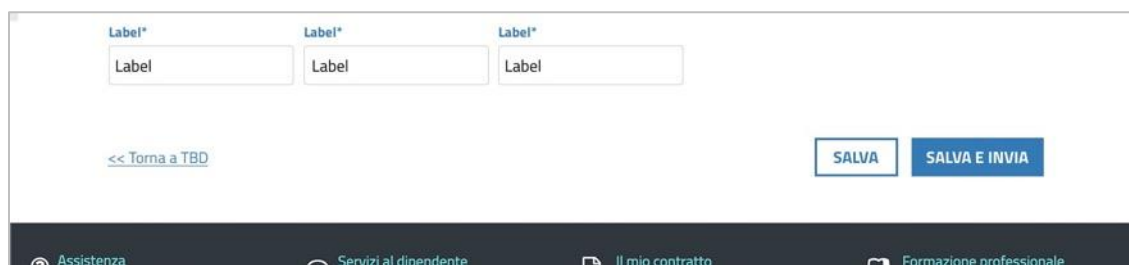 Label* Label* Label*
Label Label Label
<< Torna a TBD SALVA SALVA E INVIA
Assistenza Servizi al dipendente Il mio contratto Formazione professionale